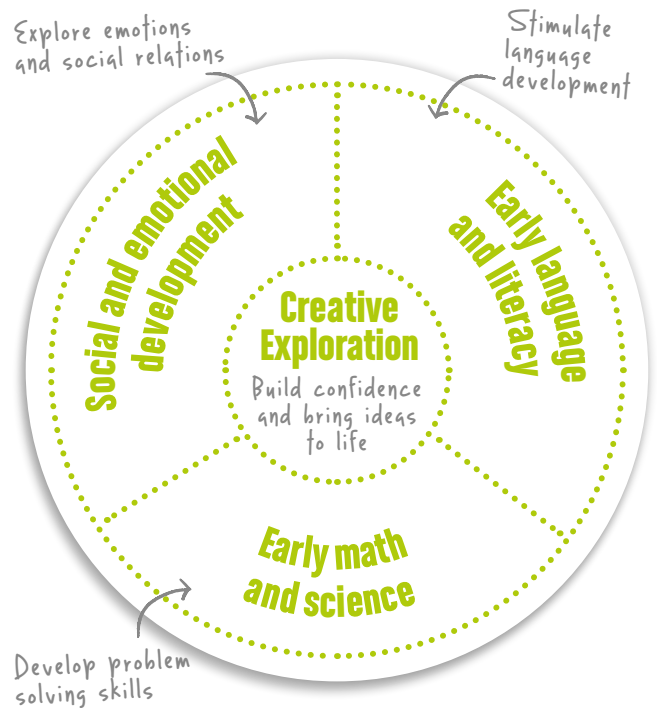 Explore emotions
and social relations
Stimulate
language
development
Social and emotional
development
Early language
and literacy
Creative
Exploration
Build confidence
and bring ideas
to life
Early math
and science
Develop problem
solving skills